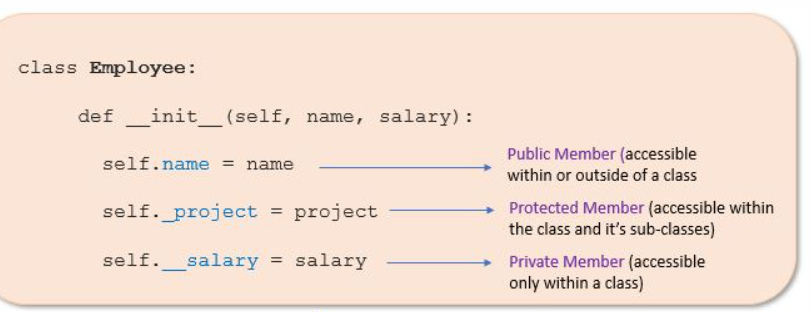 class Employee:
def __init__(self, name, salary):
self.name = name
Public Member (accessible
within or outside of a class
self._project = project
Protected Member (accessible within
the class and it's sub-classes)
self.__salary = salary
Private Member (accessible
only within a class)